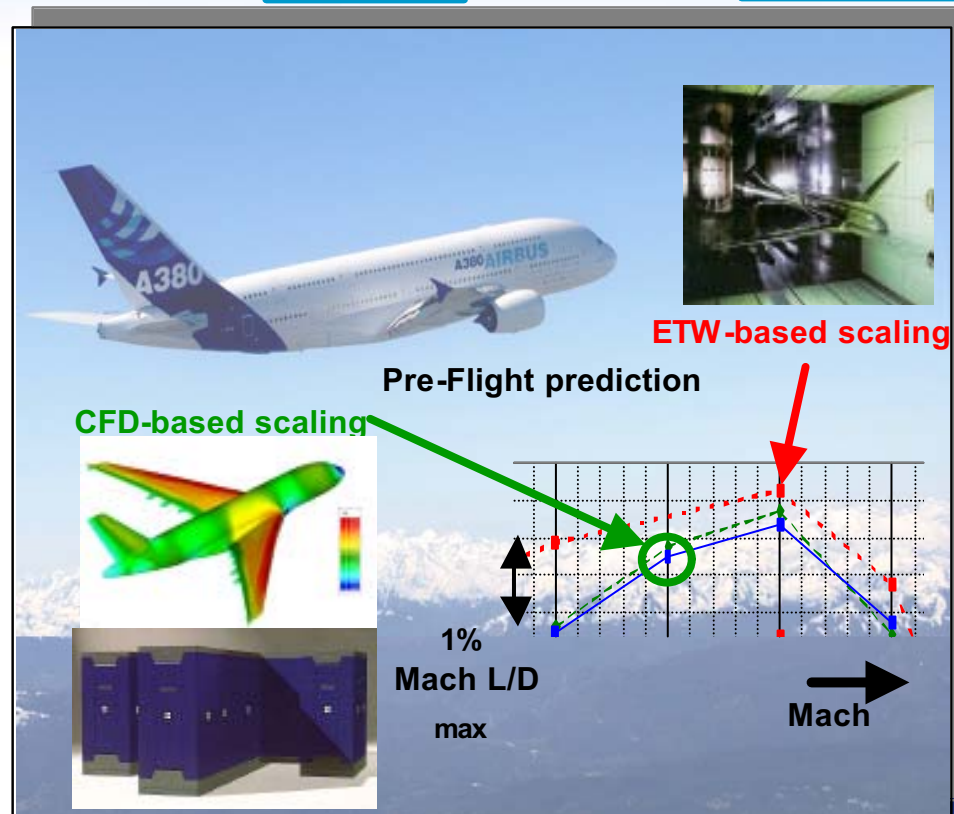 A380
A380 AIRBUS
ETW-based scaling
Pre-Flight prediction
CFD-based scaling
1%
Mach L/D
max
Mach